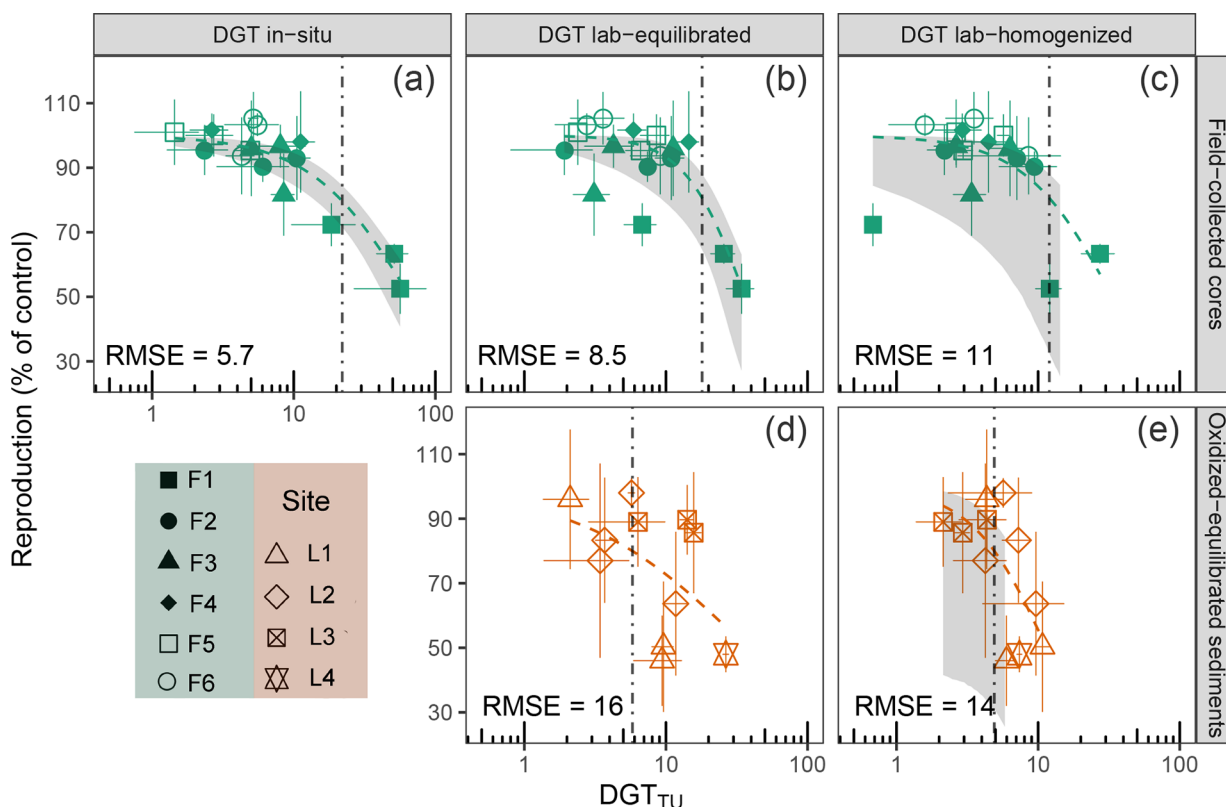 DGT in-situ
DGT lab-equilibrated
DGT lab-homogenized
(a)
(b)
(c)
Field-collected cores
Reproduction (% of control)
110
90
70
50
30
RMSE = 5.7
RMSE = 8.5
RMSE = 11
1
10
100
(d)
(e)
Oxidized-equilibrated sediments
110
90
70
50
30
RMSE = 16
RMSE = 14
F1
F2
F3
F4
F5
F6
Site
L1
L2
L3
L4
1
10
100
1
10
100
DGT_TU